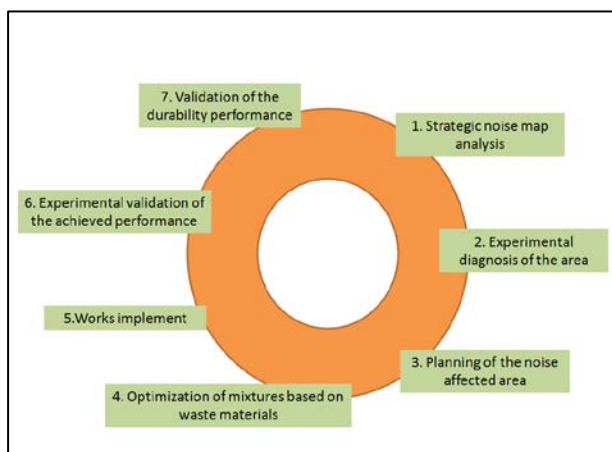 1. Strategic noise map
analysis
2. Experimental
diagnosis of the area
3. Planning of the noise
affected area
4. Optimization of mixtures based on
waste materials
5.Works implement
6. Experimental validation of
the achieved performance
7. Validation of the
durability performance